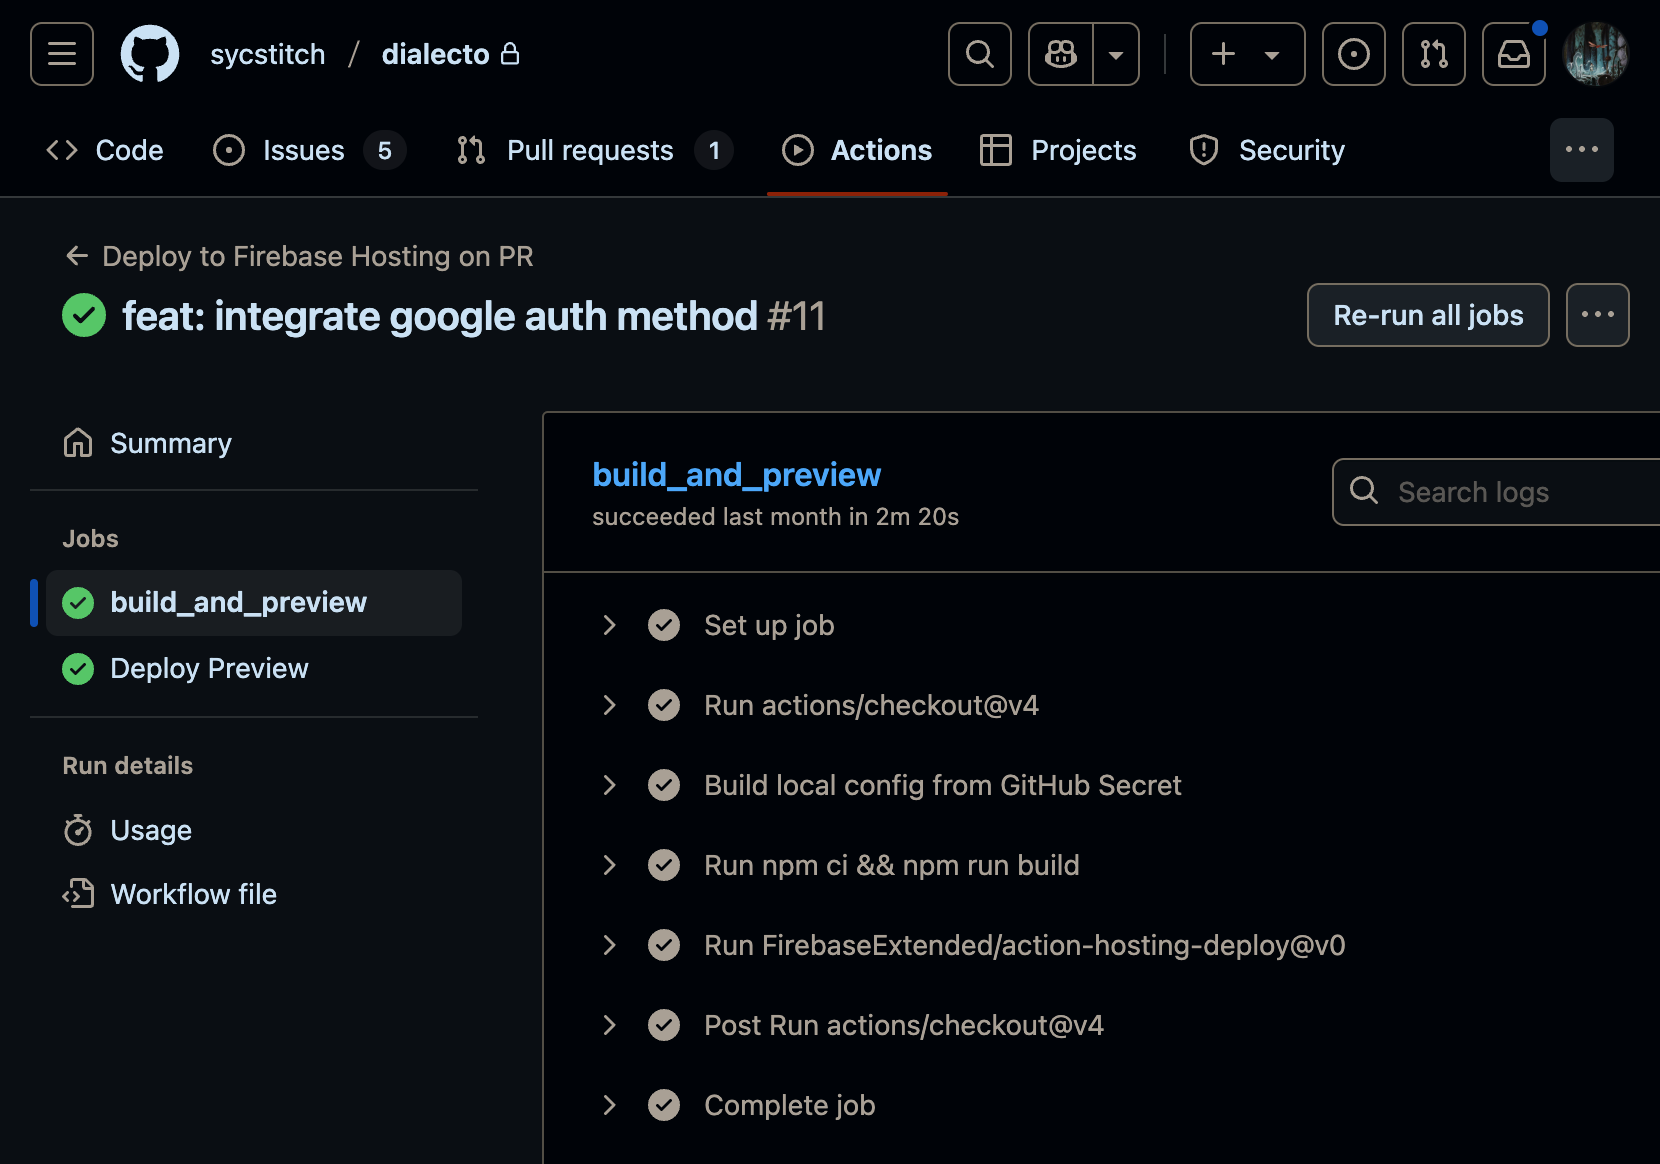 sycstitch / dialecto
Code
Issues 5
Pull requests 1
Actions
Projects
Security
Deploy to Firebase Hosting on PR
feat: integrate google auth method #11
Re-run all jobs
Summary
Jobs
build_and_preview
Deploy Preview
Run details
Usage
Workflow file
build_and_preview
succeeded last month in 2m 20s
Search logs
Set up job
Run actions/checkout@v4
Build local config from GitHub Secret
Run npm ci && npm run build
Run FirebaseExtended/action-hosting-deploy@v0
Post Run actions/checkout@v4
Complete job